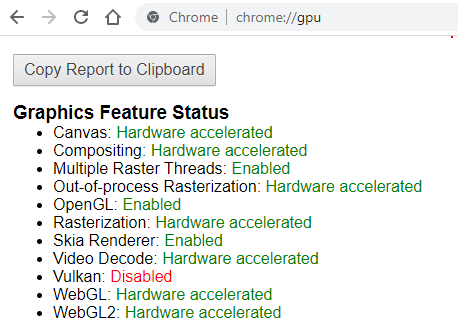 Chrome | chrome://gpu
Copy Report to Clipboard
Graphics Feature Status
Canvas: Hardware accelerated
Compositing: Hardware accelerated
Multiple Raster Threads: Enabled
Out-of-process Rasterization: Hardware accelerated
OpenGL: Enabled
Rasterization: Hardware accelerated
Skia Renderer: Enabled
Video Decode: Hardware accelerated
Vulkan: Disabled
WebGL: Hardware accelerated
WebGL2: Hardware accelerated